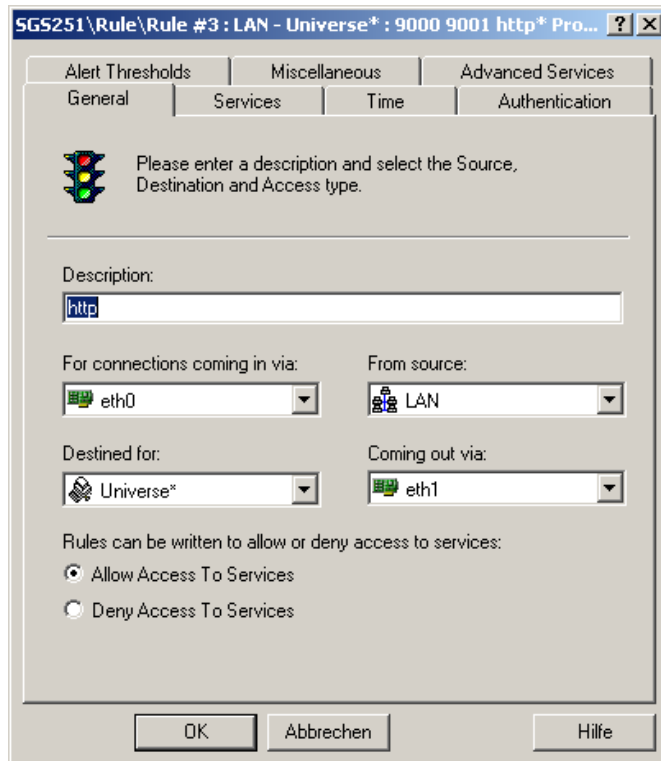 SGS251\Rule\Rule #3 : LAN - Universe* : 9000 9001 http* Pro...
Alert Thresholds Miscellaneous Advanced Services
General Services Time Authentication
Please enter a description and select the Source,
Destination and Access type.
Description:
http
For connections coming in via: From source:
eth0 LAN
Destined for: Coming out via:
Universe* eth1
Rules can be written to allow or deny access to services:
Allow Access To Services
Deny Access To Services
OK Abbrechen Hilfe